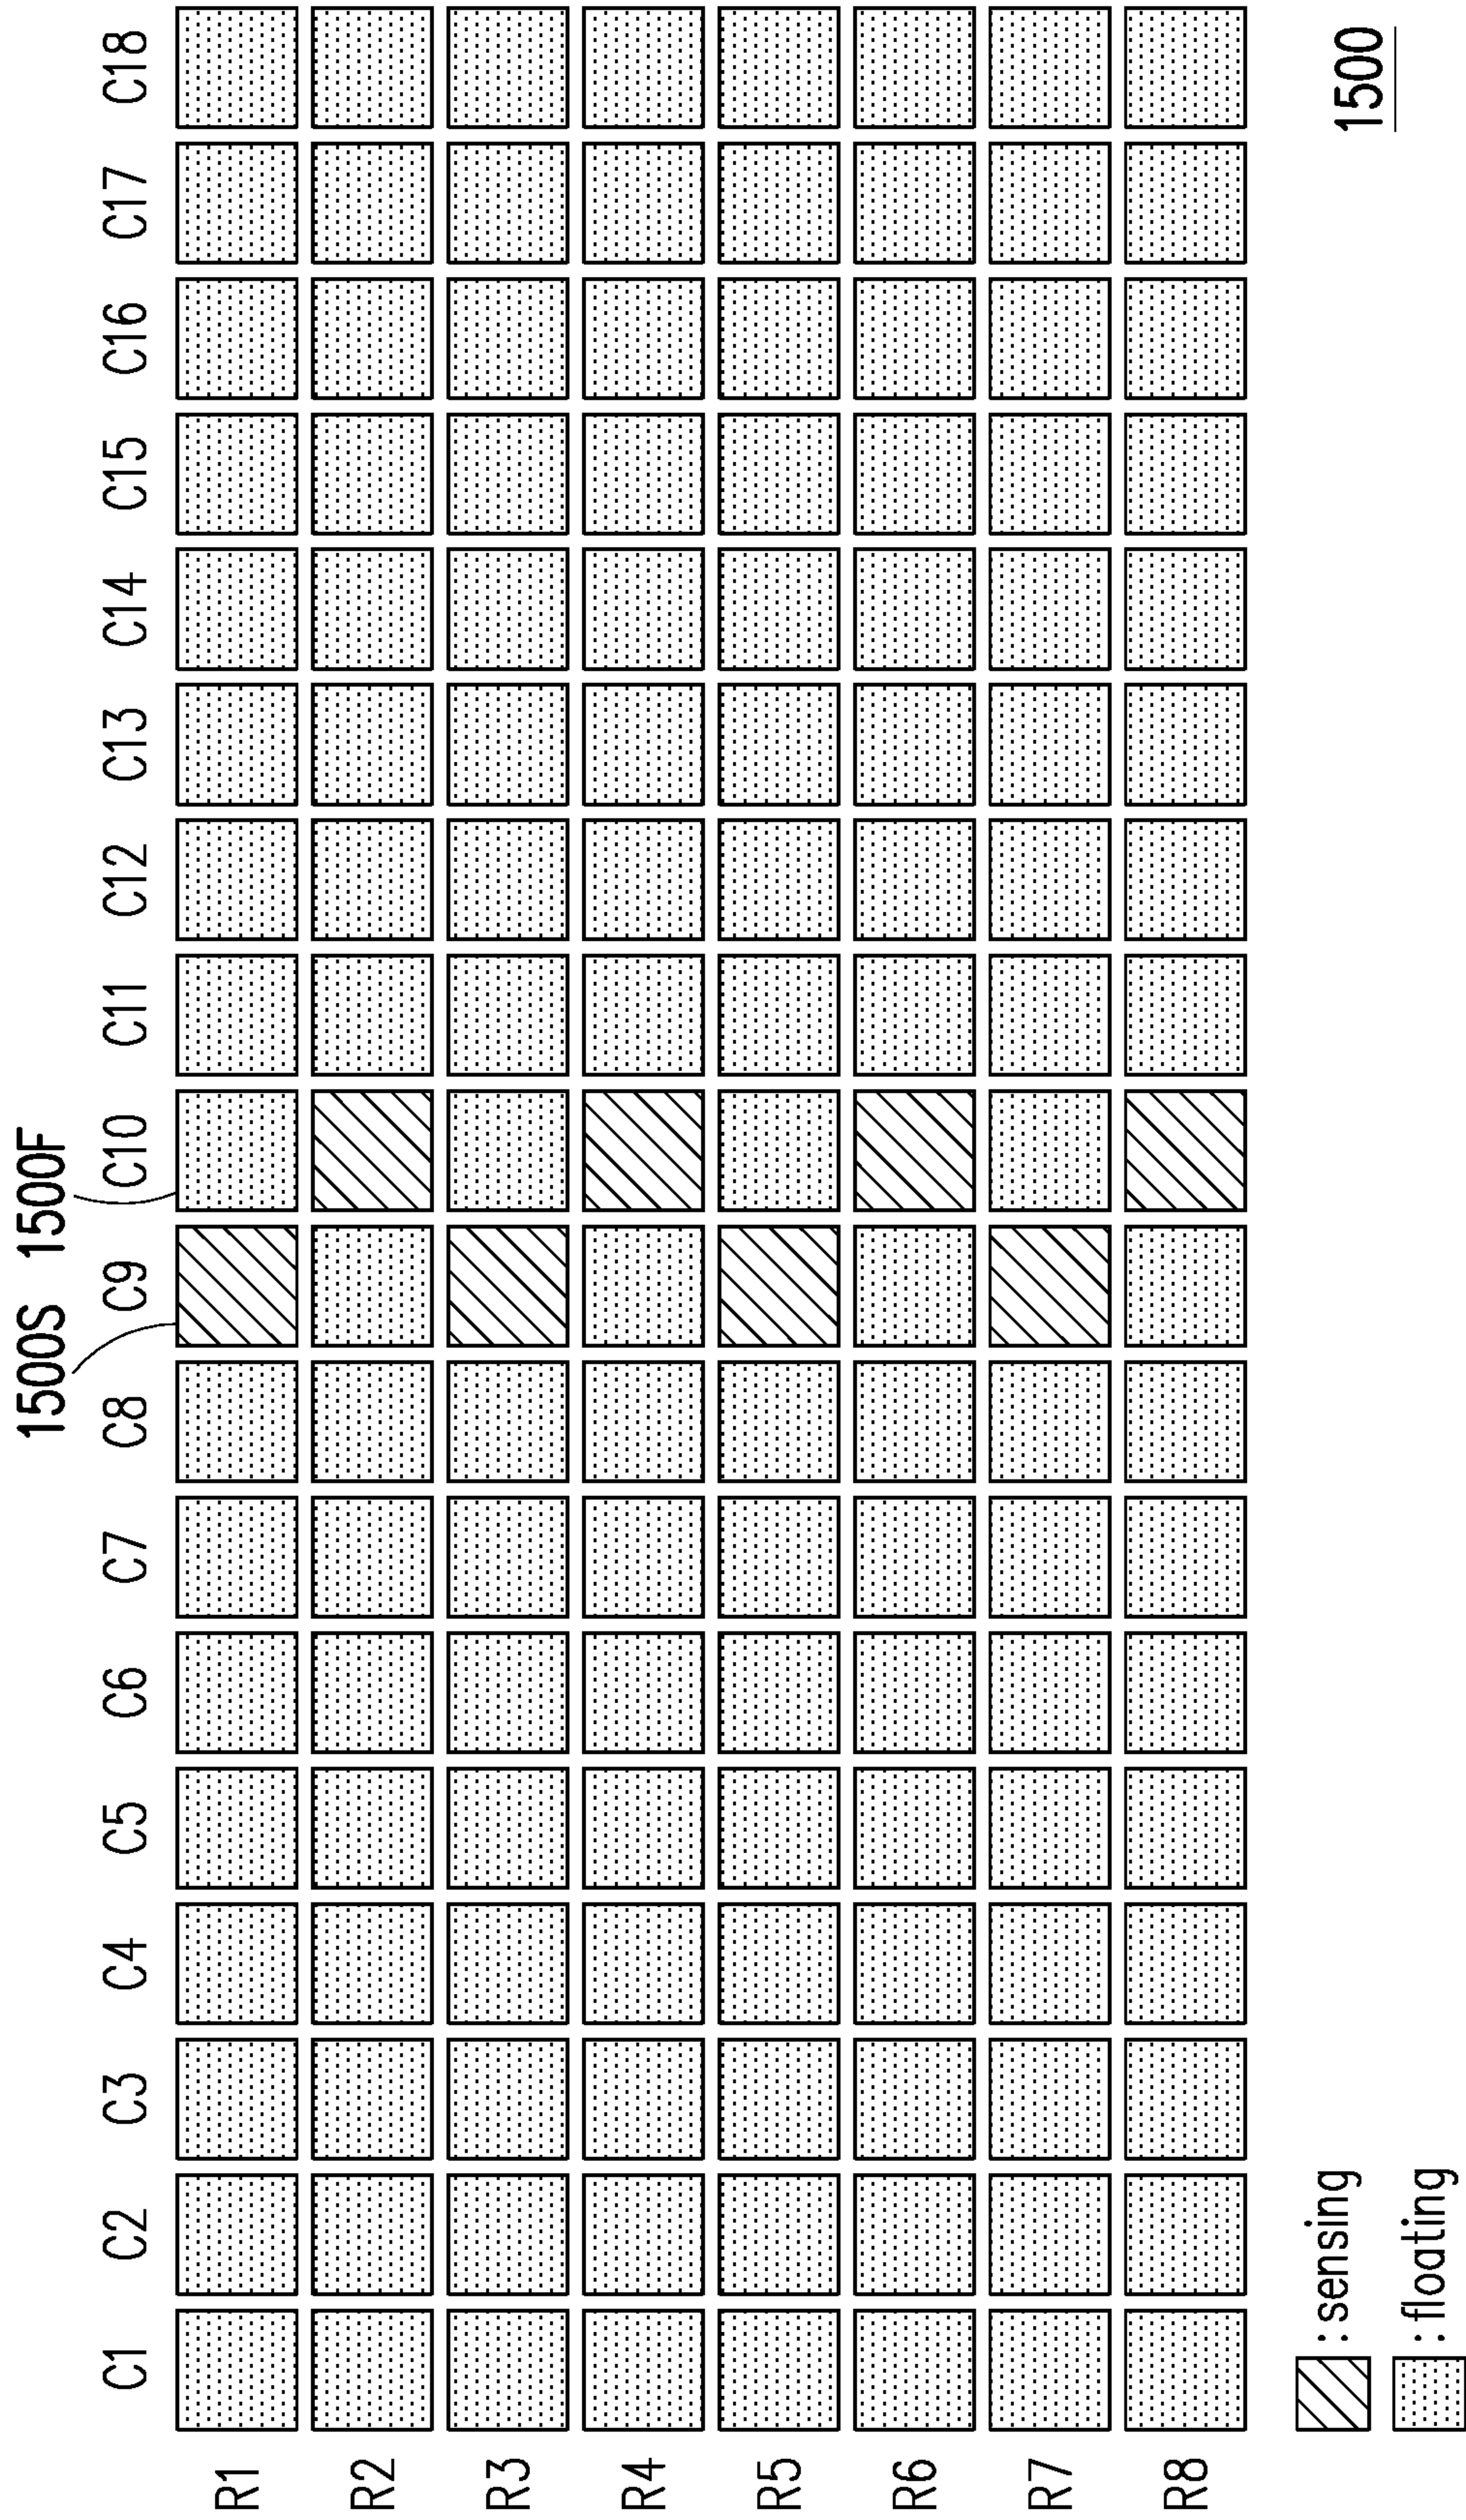 1500S 1500F
C1 C2 C3 C4 C5 C6 C7 C8 C9 C10 C11 C12 C13 C14 C15 C16 C17 C18
R1
R2
R3
R4
R5
R6
R7
R8
: sensing
: floating
1500